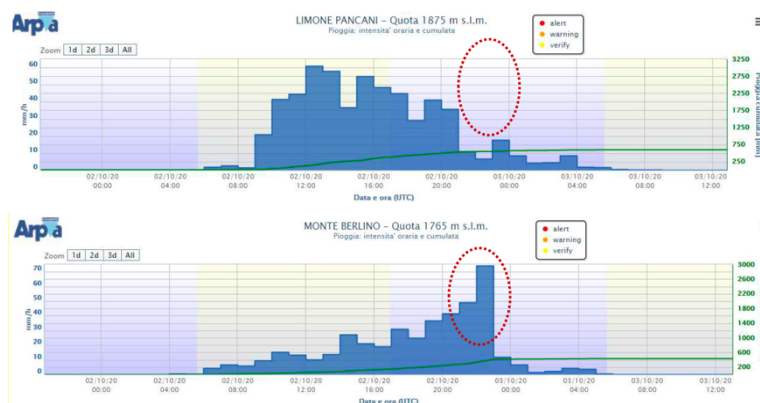 Arpa
LIMONE PANCANI - Quota 1875 m s.l.m.
Pioggia: intensita' oraria e cumulata
alert
warning
verify
Zoom 1d 2d 3d All
60
50
40
30
20
10
0
mm/h
3250
2750
2250
1750
1250
750
250
02/10/20 02/10/20 02/10/20 02/10/20 02/10/20 02/10/20 03/10/20 03/10/20 03/10/20 03/10/20
00:00 04:00 08:00 12:00 16:00 20:00 00:00 04:00 08:00 12:00
Data e ora (UTC)
Arpa
MONTE BERLINO - Quota 1765 m s.l.m.
Pioggia: intensita' oraria e cumulata
alert
warning
verify
Zoom 1d 2d 3d All
70
60
50
40
30
20
10
0
mm/h
3000
2600
2200
1800
1400
1000
600
200
02/10/20 02/10/20 02/10/20 02/10/20 02/10/20 02/10/20 03/10/20 03/10/20 03/10/20 03/10/20
00:00 04:00 08:00 12:00 16:00 20:00 00:00 04:00 08:00 12:00
Data e ora (UTC)